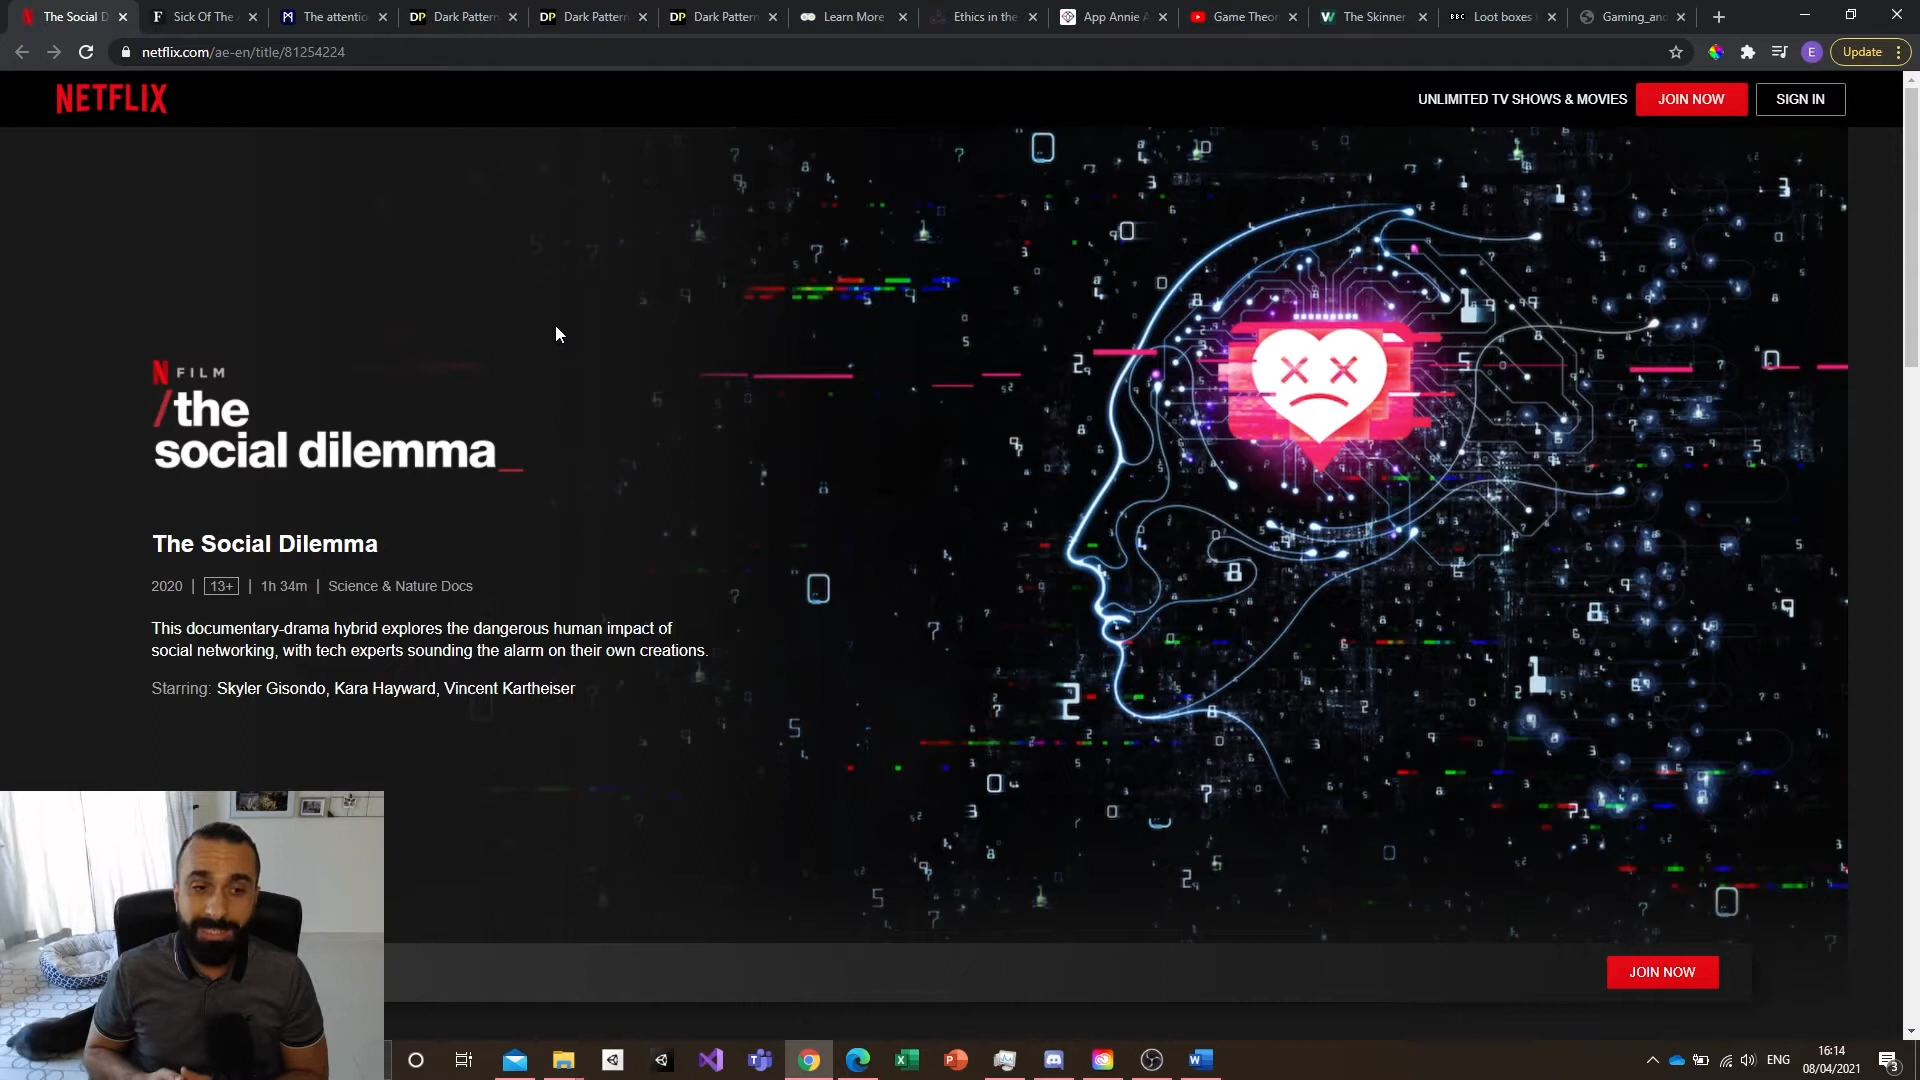 The Social D
Sick Of The
The attentio
Dark Pattern
Dark Pattern
Dark Pattern
Learn More
Ethics in the
App Annie A
Game Theor
The Skinner
BBC
Loot boxes
Gaming_and
netflix.com/ae-en/title/81254224
E
Update
NETFLIX
UNLIMITED TV SHOWS & MOVIES
JOIN NOW
SIGN IN
N FILM
/the
social dilemma_
The Social Dilemma
2020 | 13+ | 1h 34m | Science & Nature Docs
This documentary-drama hybrid explores the dangerous human impact of
social networking, with tech experts sounding the alarm on their own creations.
Starring: Skyler Gisondo, Kara Hayward, Vincent Kartheiser
JOIN NOW
ENG
16:14
08/04/2021
3